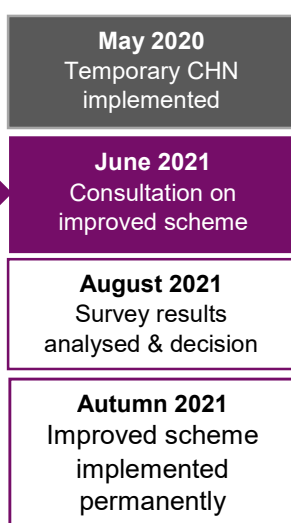 May 2020
Temporary CHN
implemented
June 2021
Consultation on
improved scheme
August 2021
Survey results
analysed & decision
Autumn 2021
Improved scheme
implemented
permanently